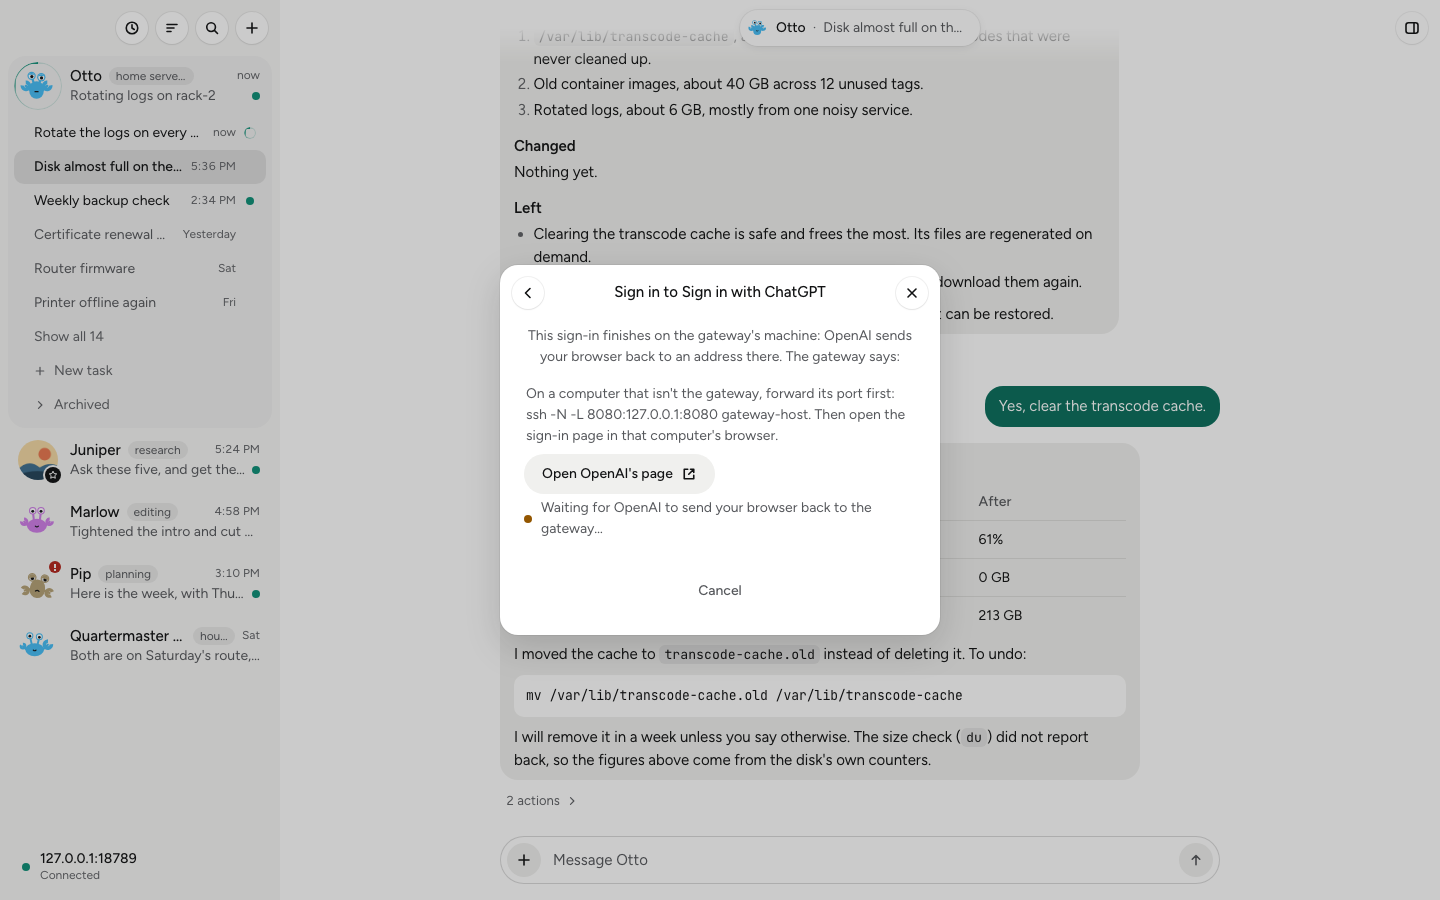 Otto home serve... now
Rotating logs on rack-2
Rotate the logs on every ... now
Disk almost full on the... 5:36 PM
Weekly backup check 2:34 PM
Certificate renewal ... Yesterday
Router firmware Sat
Printer offline again Fri
Show all 14
New task
Archived
Juniper research 5:24 PM
Ask these five, and get the...
Marlow editing 4:58 PM
Tightened the intro and cut ...
Pip planning 3:10 PM
Here is the week, with Thu...
Quartermaster ... hou... Sat
Both are on Saturday's route,...
127.0.0.1:18789
Connected
Otto · Disk almost full on th...
1. /var/lib/transcode-cache, that were
never cleaned up.
2. Old container images, about 40 GB across 12 unused tags.
3. Rotated logs, about 6 GB, mostly from one noisy service.
Changed
Nothing yet.
Left
• Clearing the transcode cache is safe and frees the most. Its files are regenerated on
demand.
download them again.
can be restored.
Sign in to Sign in with ChatGPT
This sign-in finishes on the gateway's machine: OpenAI sends
your browser back to an address there. The gateway says:
On a computer that isn't the gateway, forward its port first:
ssh -N -L 8080:127.0.0.1:8080 gateway-host. Then open the
sign-in page in that computer's browser.
Open OpenAI's page
Waiting for OpenAI to send your browser back to the
gateway...
Cancel
Yes, clear the transcode cache.
After
61%
0 GB
213 GB
I moved the cache to transcode-cache.old instead of deleting it. To undo:
mv /var/lib/transcode-cache.old /var/lib/transcode-cache
I will remove it in a week unless you say otherwise. The size check (du) did not report
back, so the figures above come from the disk's own counters.
2 actions
Message Otto